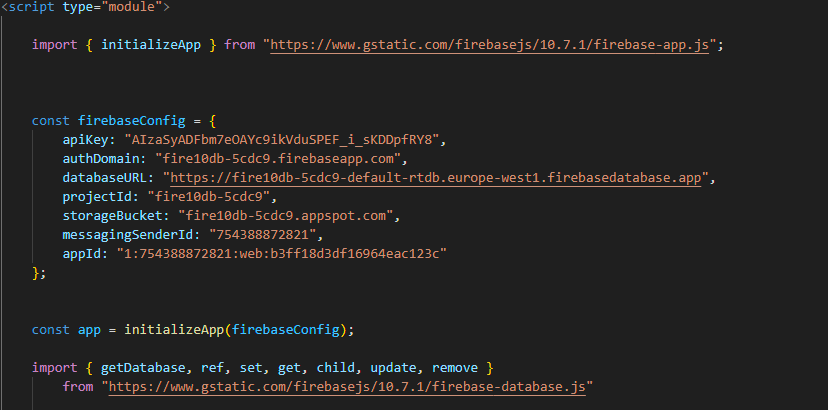 <script type="module">
import { initializeApp } from "https://www.gstatic.com/firebasejs/10.7.1/firebase-app.js";
const firebaseConfig = {
apiKey: "AIzaSyADFbm7eOAYc9ikVduSPEF_i_sKDDpfRY8",
authDomain: "fire10db-5cdc9.firebaseapp.com",
databaseURL: "https://fire10db-5cdc9-default-rtdb.europe-west1.firebasedatabase.app",
projectId: "fire10db-5cdc9",
storageBucket: "fire10db-5cdc9.appspot.com",
messagingSenderId: "754388872821",
appId: "1:754388872821:web:b3ff18d3df16964eac123c"
};
const app = initializeApp(firebaseConfig);
import { getDatabase, ref, set, get, child, update, remove }
from "https://www.gstatic.com/firebasejs/10.7.1/firebase-database.js"